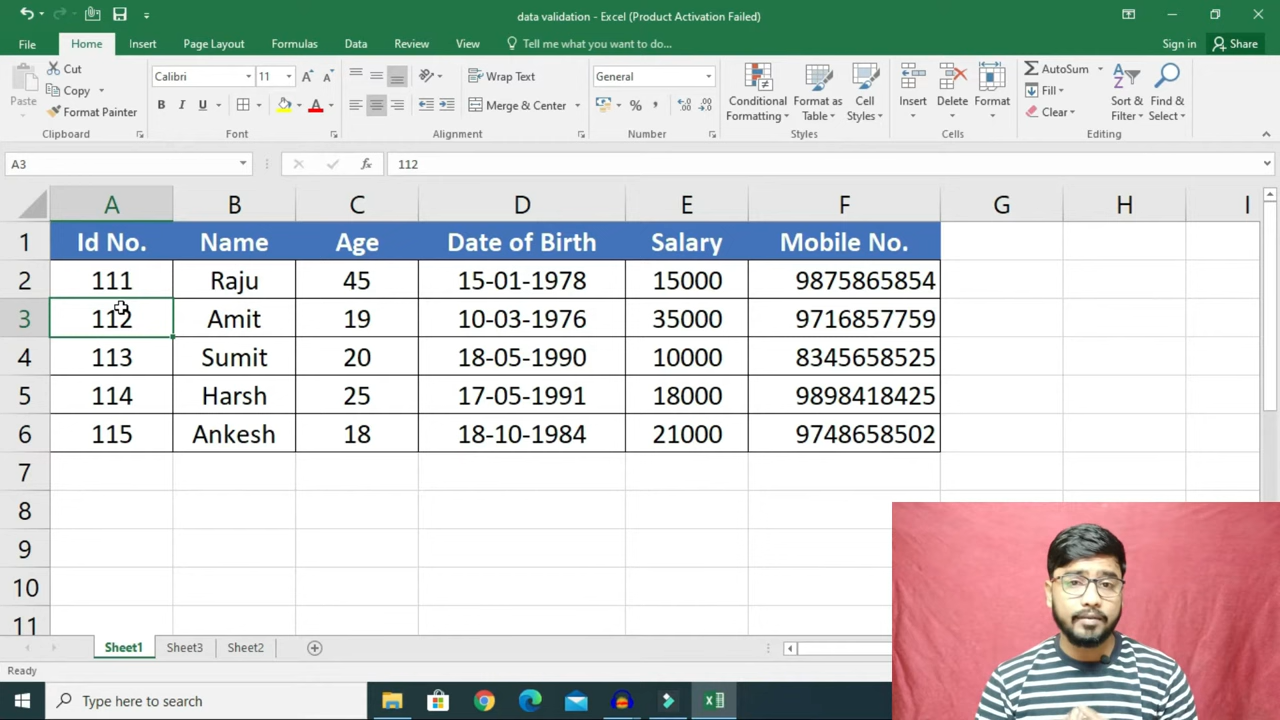 data validation - Excel (Product Activation Failed)
File Home Insert Page Layout Formulas Data Review View Tell me what you want to do... Sign in Share
Paste Cut
Copy
Format Painter
Clipboard
Calibri 11
B I U A
Font
Wrap Text
Merge & Center
Alignment
General
% ,
Number
Conditional Formatting
Format as Table
Cell Styles
Styles
Insert Delete Format
Cells
AutoSum
Fill
Clear
Sort & Filter
Find & Select
Editing
A3 fx 112
A B C D E F G H I
1 Id No. Name Age Date of Birth Salary Mobile No.
2 111 Raju 45 15-01-1978 15000 9875865854
3 112 Amit 19 10-03-1976 35000 9716857759
4 113 Sumit 20 18-05-1990 10000 8345658525
5 114 Harsh 25 17-05-1991 18000 9898418425
6 115 Ankesh 18 18-10-1984 21000 9748658502
7
8
9
10
11
Sheet1 Sheet3 Sheet2
Ready
Type here to search